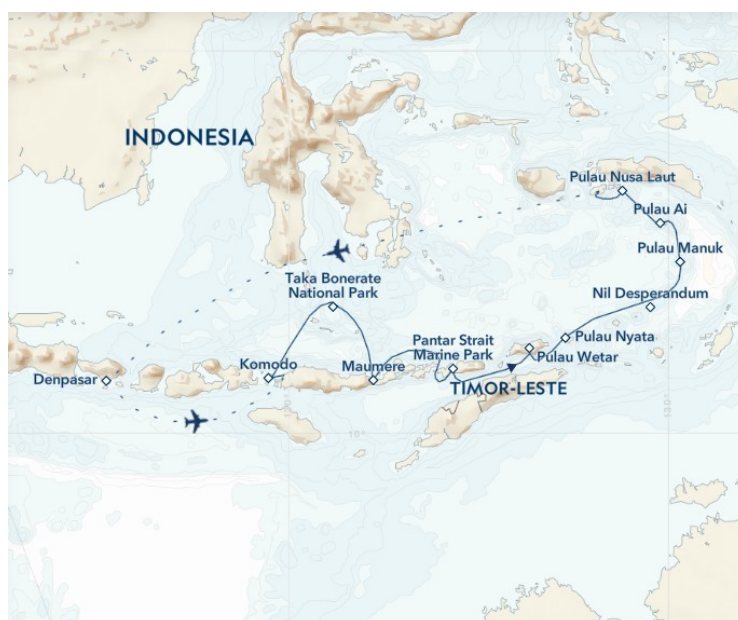 INDONESIA
Pulau Nusa Laut
Pulau Ai
Pulau Manuk
Taka Bonerate
National Park
Nil Desperandum
Pantar Strait
Marine Park
Pulau Nyata
Pulau Wetar
Komodo
Maumere
Denpasar
TIMOR-LESTE